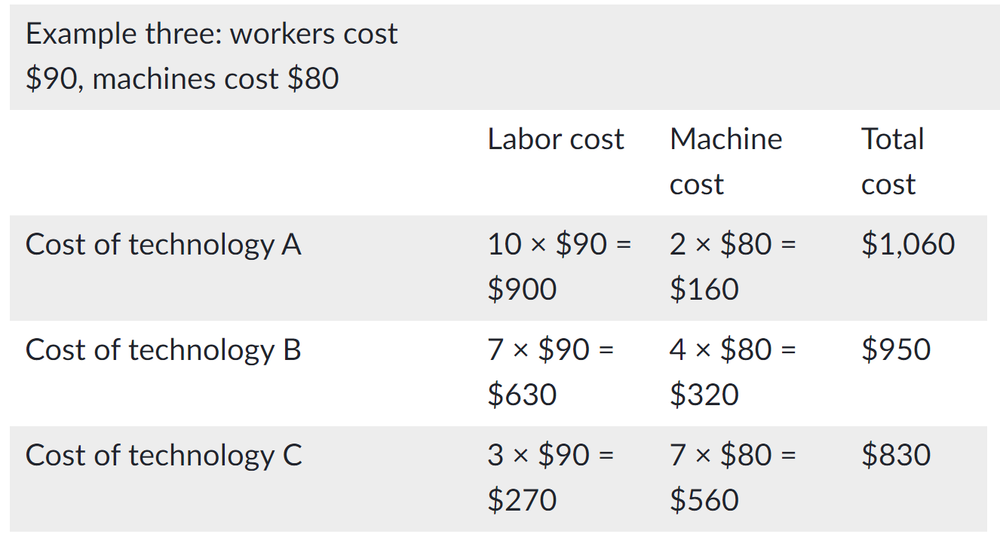 Example three: workers cost
$90, machines cost $80
Labor cost Machine Total
cost cost
Cost of technology A 10 × $90 = 2 × $80 = $1,060
$900 $160
Cost of technology B 7 × $90 = 4 × $80 = $950
$630 $320
Cost of technology C 3 × $90 = 7 × $80 = $830
$270 $560